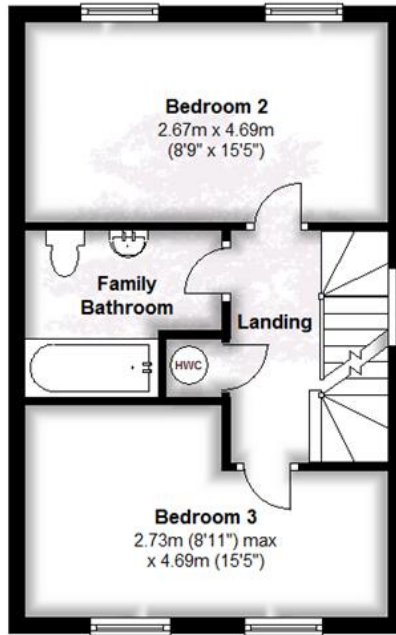 Bedroom 2
2.67m x 4.69m
(8'9" x 15'5")
Family
Bathroom
Landing
HWC
Bedroom 3
2.73m (8'11") max
x 4.69m (15'5")